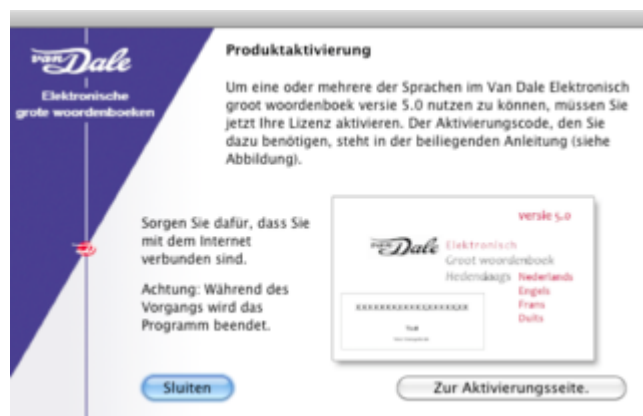 van Dale
Elektronische
grote woordenboeken
Produktaktivierung
Um eine oder mehrere der Sprachen im Van Dale Elektronisch
groot woordenboek versie 5.0 nutzen zu können, müssen Sie
jetzt Ihre Lizenz aktivieren. Der Aktivierungscode, den Sie
dazu benötigen, steht in der beiliegenden Anleitung (siehe
Abbildung).
Sorgen Sie dafür, dass Sie
mit dem Internet
verbunden sind.
Achtung: Während des
Vorgangs wird das
Programm beendet.
versie 5.0
van Dale Elektronisch
Groot woordenboek
Hedendaags Nederlands
Engels
Frans
Duits
Sluiten
Zur Aktivierungsseite.